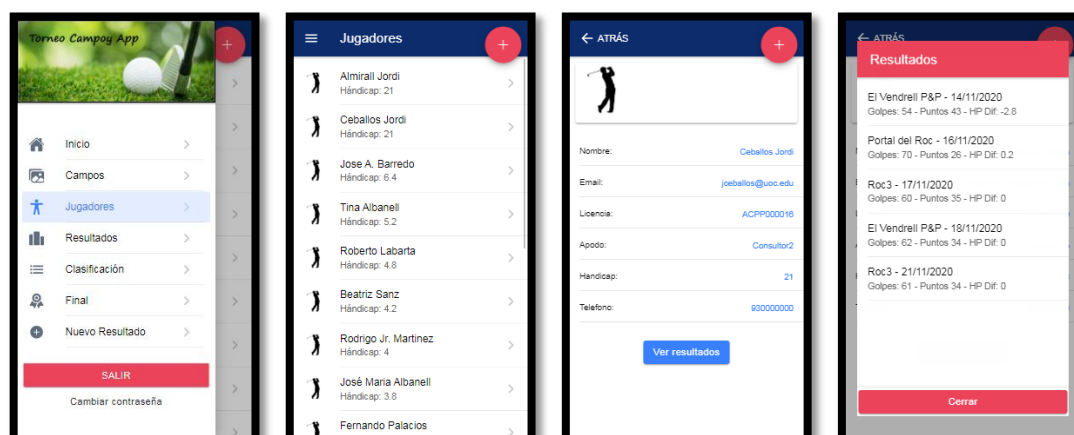 Torneo Campoy App
Inicio
Campos
Jugadores
Resultados
Clasificación
Final
Nuevo Resultado
SALIR
Cambiar contraseña
Jugadores
Almirall Jordi
Hándicap: 21
Ceballos Jordi
Hándicap: 21
Jose A. Barredo
Hándicap: 6.4
Tina Albanell
Hándicap: 5.2
Roberto Labarta
Hándicap: 4.8
Beatriz Sanz
Hándicap: 4.2
Rodrigo Jr. Martinez
Hándicap: 4
José Maria Albanell
Hándicap: 3.8
Fernando Palacios
ATRÁS
Nombre: Ceballos Jordi
Email: jceballos@uoc.edu
Licencia: ACPP000016
Apodo: Consultor2
Handicap: 21
Telefono: 930000000
Ver resultados
ATRÁS
Resultados
El Vendrell P&P - 14/11/2020
Golpes: 54 - Puntos 43 - HP Dif: -2.8
Portal del Roc - 16/11/2020
Golpes: 70 - Puntos 26 - HP Dif: 0.2
Roc3 - 17/11/2020
Golpes: 60 - Puntos 35 - HP Dif: 0
El Vendrell P&P - 18/11/2020
Golpes: 62 - Puntos 34 - HP Dif: 0
Roc3 - 21/11/2020
Golpes: 61 - Puntos 34 - HP Dif: 0
Cerrar